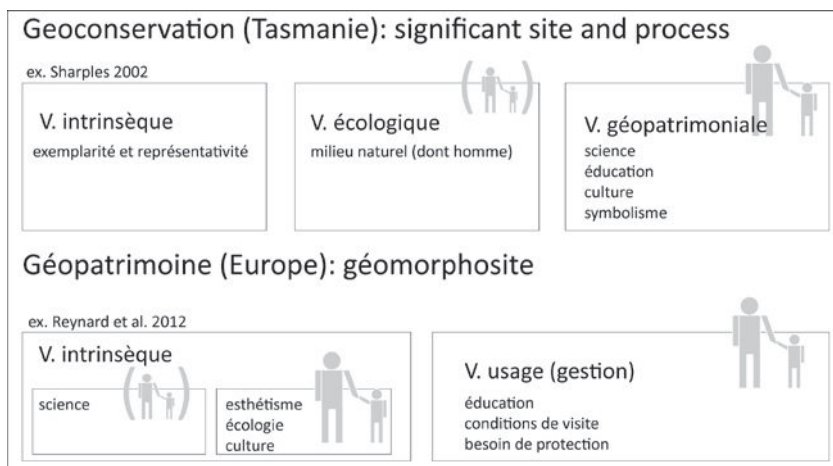 Geoconservation (Tasmanie): significant site and process
ex. Sharples 2002
V. intrinsèque
exemplarité et représentativité
V. écologique
milieu naturel (dont homme)
V. géopatrimoniale
science
éducation
culture
symbolisme
Géopatrimoine (Europe): géomorphosite
ex. Reynard et al. 2012
V. intrinsèque
science
esthétisme
écologie
culture
V. usage (gestion)
éducation
conditions de visite
besoin de protection